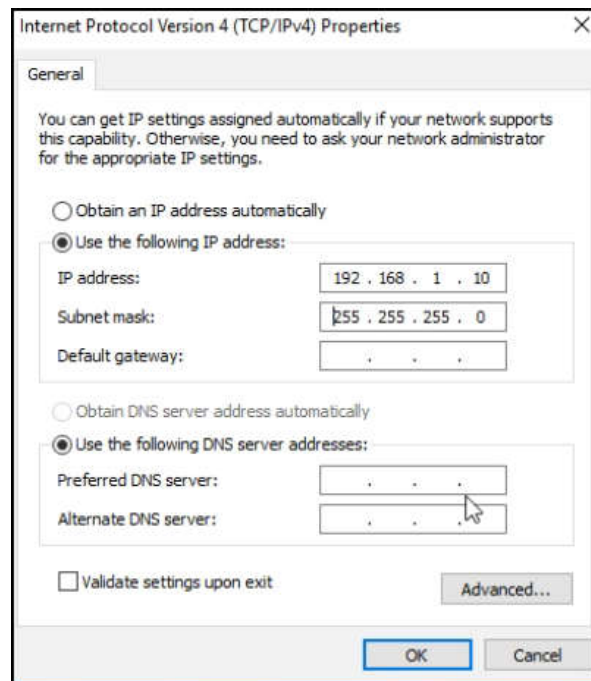 Internet Protocol Version 4 (TCP/IPv4) Properties
General
You can get IP settings assigned automatically if your network supports
this capability. Otherwise, you need to ask your network administrator
for the appropriate IP settings.
Obtain an IP address automatically
Use the following IP address:
IP address: 192 . 168 . 1 . 10
Subnet mask: 255 . 255 . 255 . 0
Default gateway: . . .
Obtain DNS server address automatically
Use the following DNS server addresses:
Preferred DNS server: . . .
Alternate DNS server: . . .
Validate settings upon exit
Advanced...
OK Cancel